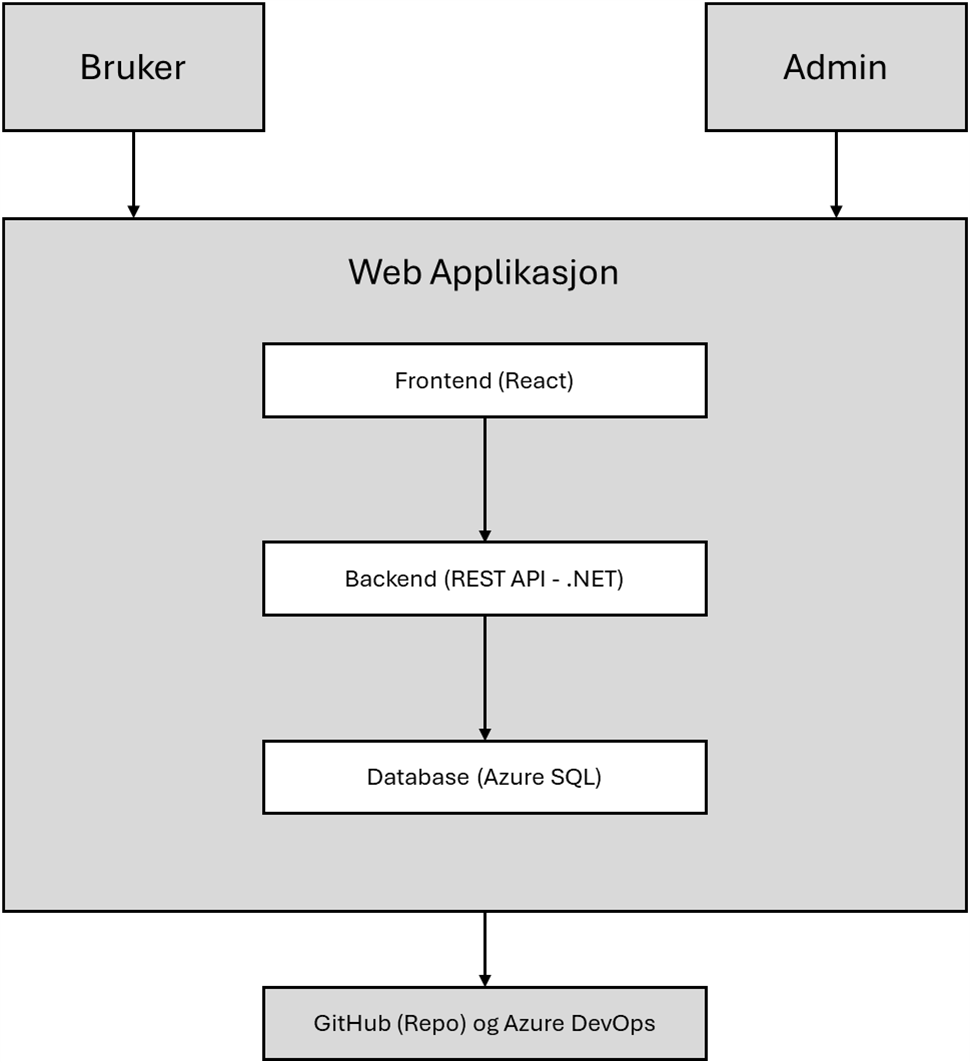 Bruker
Admin
Web Applikasjon
Frontend (React)
Backend (REST API - .NET)
Database (Azure SQL)
GitHub (Repo) og Azure DevOps